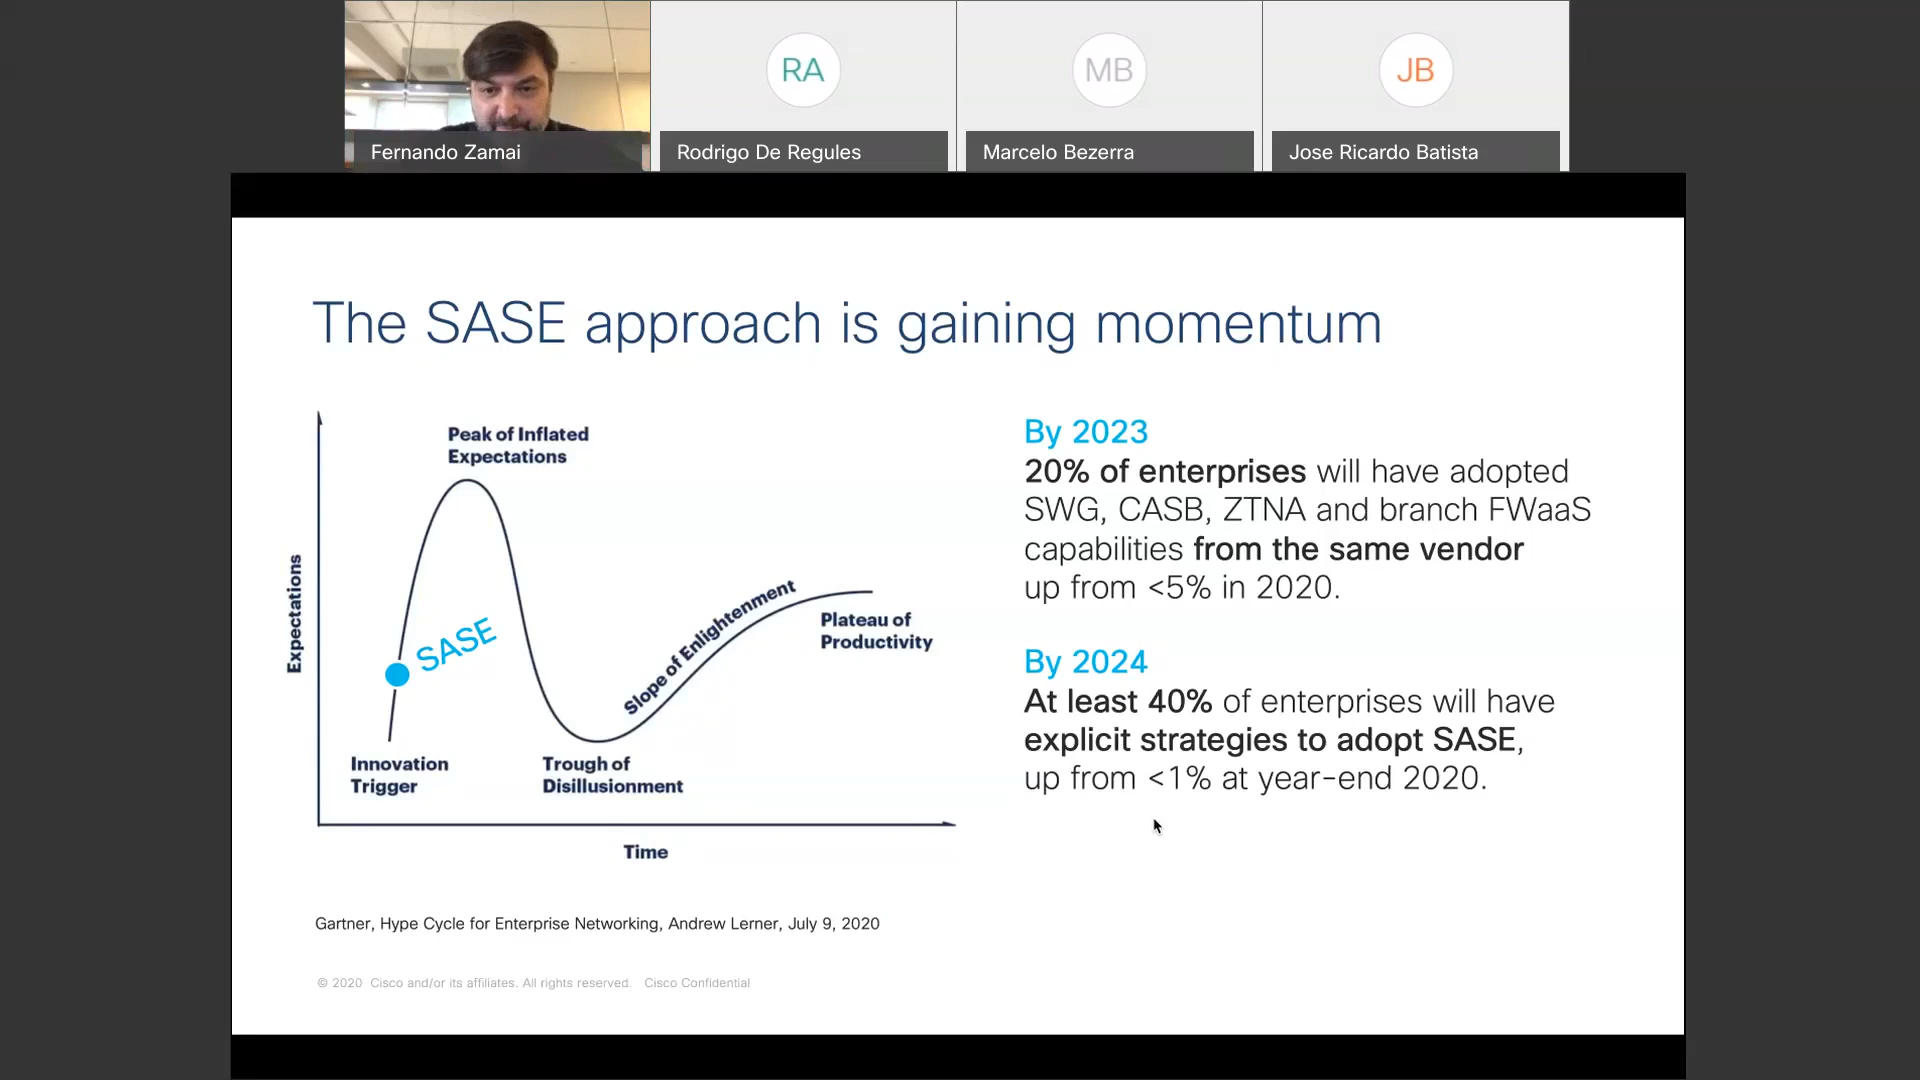 RA
MB
JB
Fernando Zamai
Rodrigo De Regules
Marcelo Bezerra
Jose Ricardo Batista
The SASE approach is gaining momentum
Expectations
Peak of Inflated
Expectations
SASE
Slope of Enlightenment
Plateau of
Productivity
Innovation
Trigger
Trough of
Disillusionment
Time
By 2023
20% of enterprises will have adopted
SWG, CASB, ZTNA and branch FWaaS
capabilities from the same vendor
up from <5% in 2020.
By 2024
At least 40% of enterprises will have
explicit strategies to adopt SASE,
up from <1% at year-end 2020.
Gartner, Hype Cycle for Enterprise Networking, Andrew Lerner, July 9, 2020
© 2020 Cisco and/or its affiliates. All rights reserved. Cisco Confidential